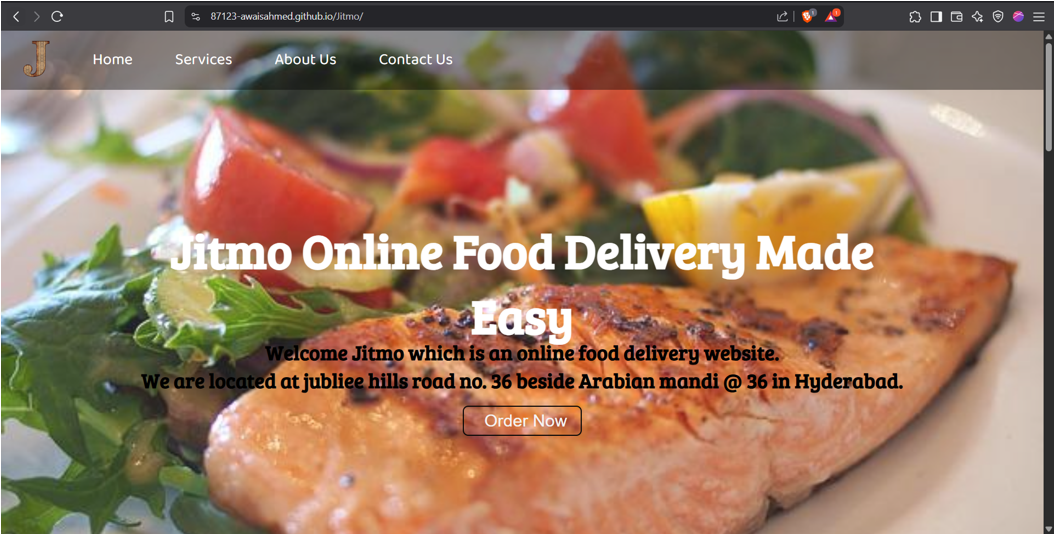 87123-awaisahmed.github.io/Jitmo/
1
1
J
Home Services About Us Contact Us
Jitmo Online Food Delivery Made
Easy
Welcome Jitmo which is an online food delivery website.
We are located at jubliee hills road no. 36 beside Arabian mandi @ 36 in Hyderabad.
Order Now